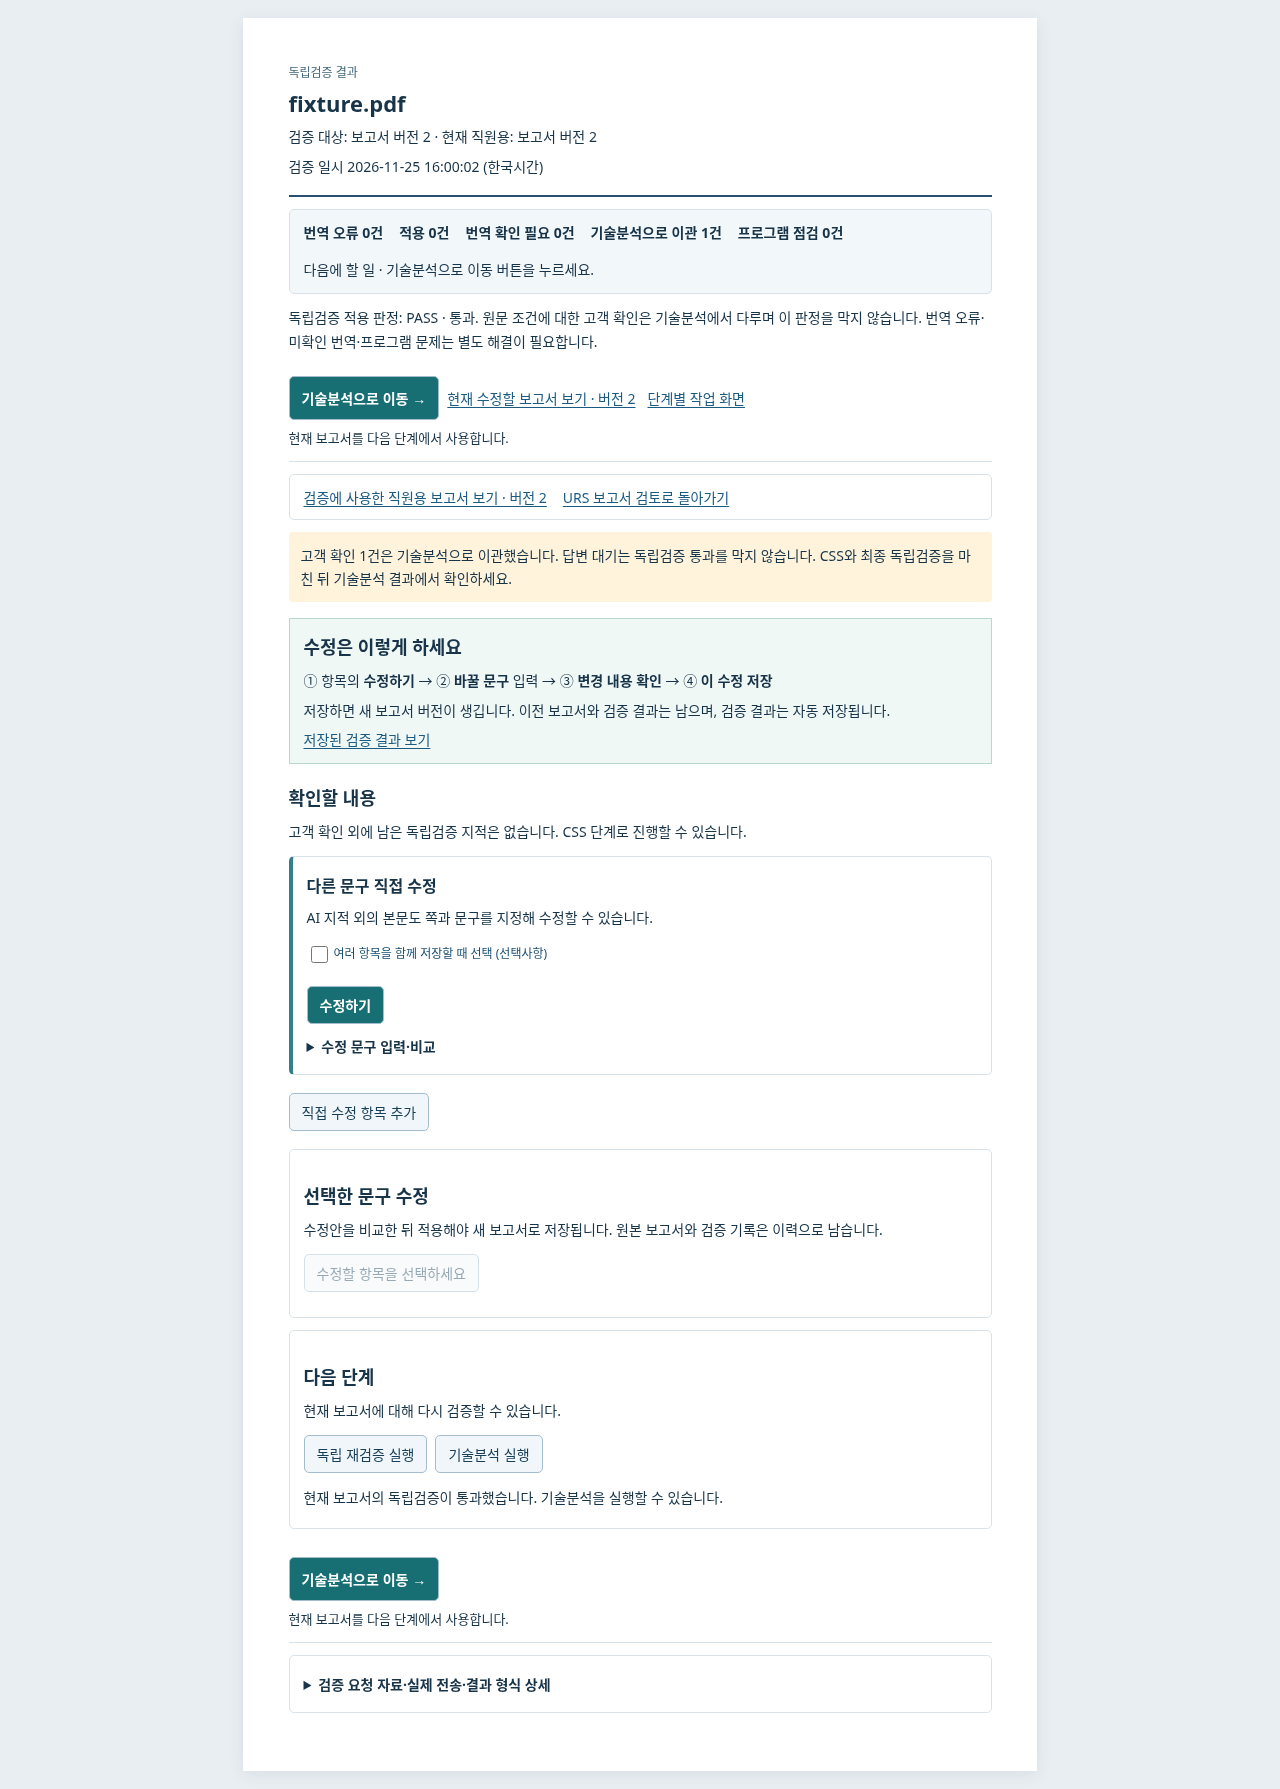 독립검증 결과
fixture.pdf
검증 대상: 보고서 버전 2 · 현재 직원용: 보고서 버전 2
검증 일시 2026-11-25 16:00:02 (한국시간)
번역 오류 0건 적용 0건 번역 확인 필요 0건 기술분석으로 이관 1건 프로그램 점검 0건
다음에 할 일 · 기술분석으로 이동 버튼을 누르세요.
독립검증 적용 판정: PASS · 통과. 원문 조건에 대한 고객 확인은 기술분석에서 다루며 이 판정을 막지 않습니다. 번역 오류·
미확인 번역·프로그램 문제는 별도 해결이 필요합니다.
기술분석으로 이동 → 현재 수정할 보고서 보기 · 버전 2 단계별 작업 화면
현재 보고서를 다음 단계에서 사용합니다.
검증에 사용한 직원용 보고서 보기 · 버전 2 URS 보고서 검토로 돌아가기
고객 확인 1건은 기술분석으로 이관했습니다. 답변 대기는 독립검증 통과를 막지 않습니다. CSS와 최종 독립검증을 마
친 뒤 기술분석 결과에서 확인하세요.
수정은 이렇게 하세요
① 항목의 수정하기 → ② 바꿀 문구 입력 → ③ 변경 내용 확인 → ④ 이 수정 저장
저장하면 새 보고서 버전이 생깁니다. 이전 보고서와 검증 결과는 남으며, 검증 결과는 자동 저장됩니다.
저장된 검증 결과 보기
확인할 내용
고객 확인 외에 남은 독립검증 지적은 없습니다. CSS 단계로 진행할 수 있습니다.
다른 문구 직접 수정
AI 지적 외의 본문도 쪽과 문구를 지정해 수정할 수 있습니다.
여러 항목을 함께 저장할 때 선택 (선택사항)
수정하기
▶ 수정 문구 입력·비교
직접 수정 항목 추가
선택한 문구 수정
수정안을 비교한 뒤 적용해야 새 보고서로 저장됩니다. 원본 보고서와 검증 기록은 이력으로 남습니다.
수정할 항목을 선택하세요
다음 단계
현재 보고서에 대해 다시 검증할 수 있습니다.
독립 재검증 실행 기술분석 실행
현재 보고서의 독립검증이 통과했습니다. 기술분석을 실행할 수 있습니다.
기술분석으로 이동 →
현재 보고서를 다음 단계에서 사용합니다.
▶ 검증 요청 자료·실제 전송·결과 형식 상세